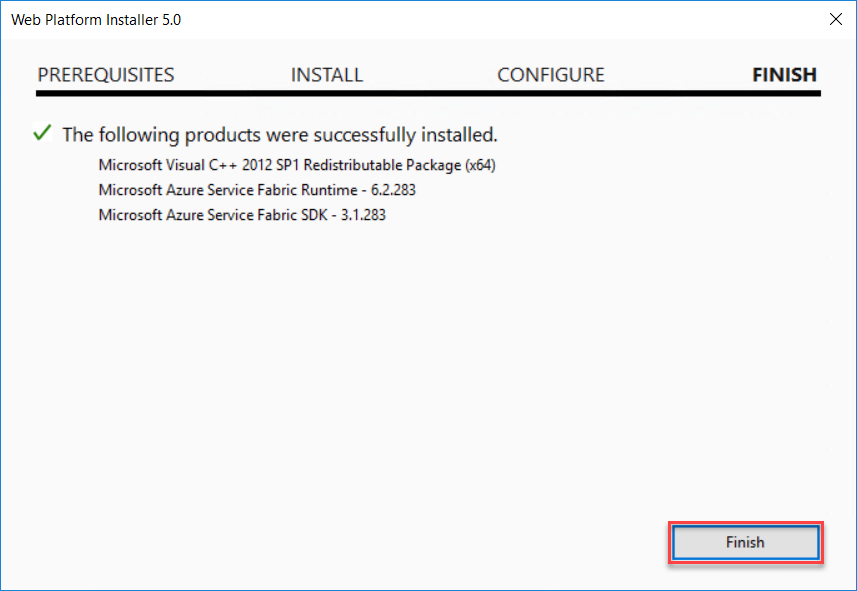 Web Platform Installer 5.0
PREREQUISITES INSTALL CONFIGURE FINISH
The following products were successfully installed.
Microsoft Visual C++ 2012 SP1 Redistributable Package (x64)
Microsoft Azure Service Fabric Runtime - 6.2.283
Microsoft Azure Service Fabric SDK - 3.1.283
Finish